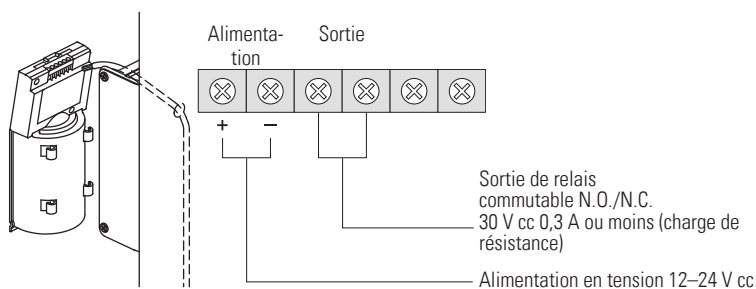 Alimenta-
tion
Sortie
+ −
Sortie de relais
commutable N.O./N.C.
30 V cc 0,3 A ou moins (charge de
résistance)
Alimentation en tension 12–24 V cc